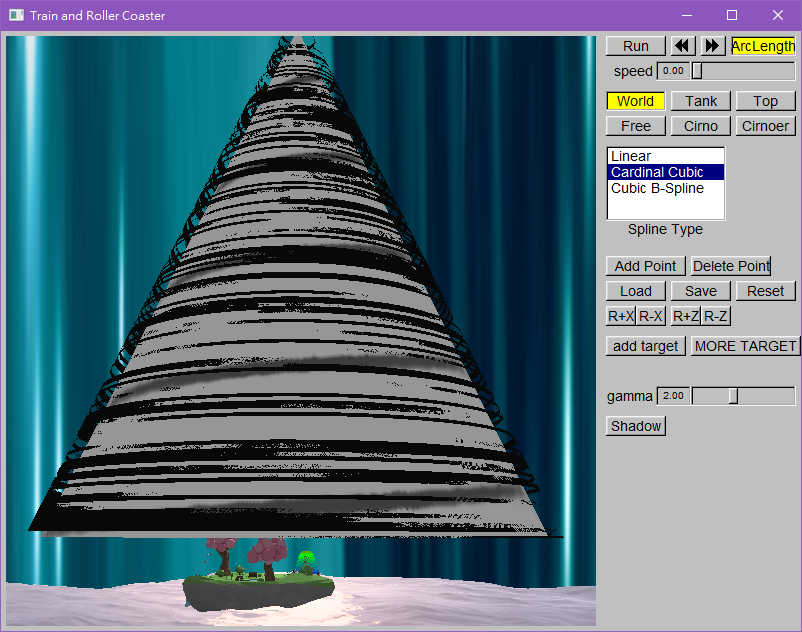 Train and Roller Coaster
Run ArcLength
speed 0.00
World Tank Top
Free Cirno Cirnoer
Linear
Cardinal Cubic
Cubic B-Spline
Spline Type
Add Point Delete Point
Load Save Reset
R+X R-X R+Z R-Z
add target MORE TARGET
gamma 2.00
Shadow